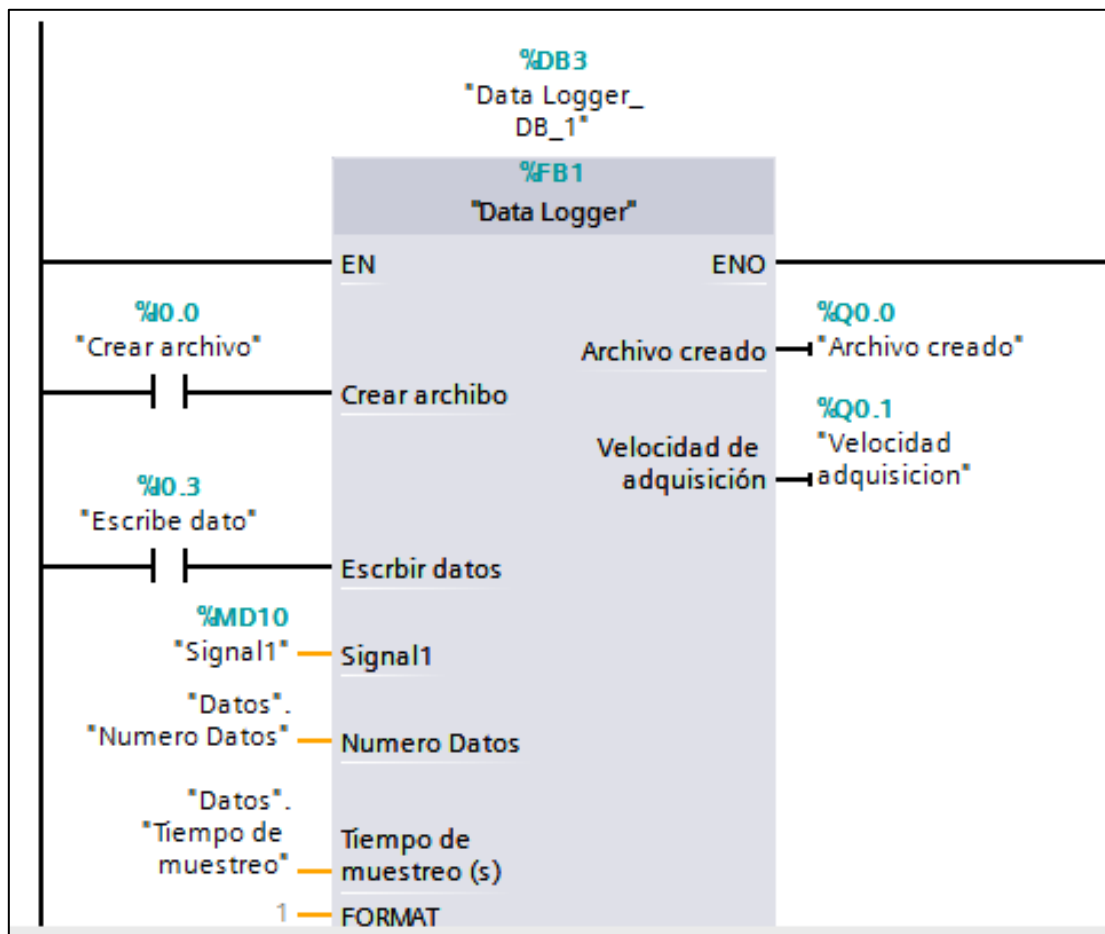 %DB3
"Data Logger_
DB_1"
%FB1
"Data Logger"
EN
ENO
%I0.0
"Crear archivo"
Crear archibo
Archivo creado
%Q0.0
"Archivo creado"
Velocidad de
adquisición
%Q0.1
"Velocidad
adquisicion"
%I0.3
"Escribe dato"
Escrbir datos
%MD10
"Signal1"
Signal1
"Datos".
"Numero Datos"
Numero Datos
"Datos".
"Tiempo de
muestreo"
Tiempo de
muestreo (s)
1
FORMAT